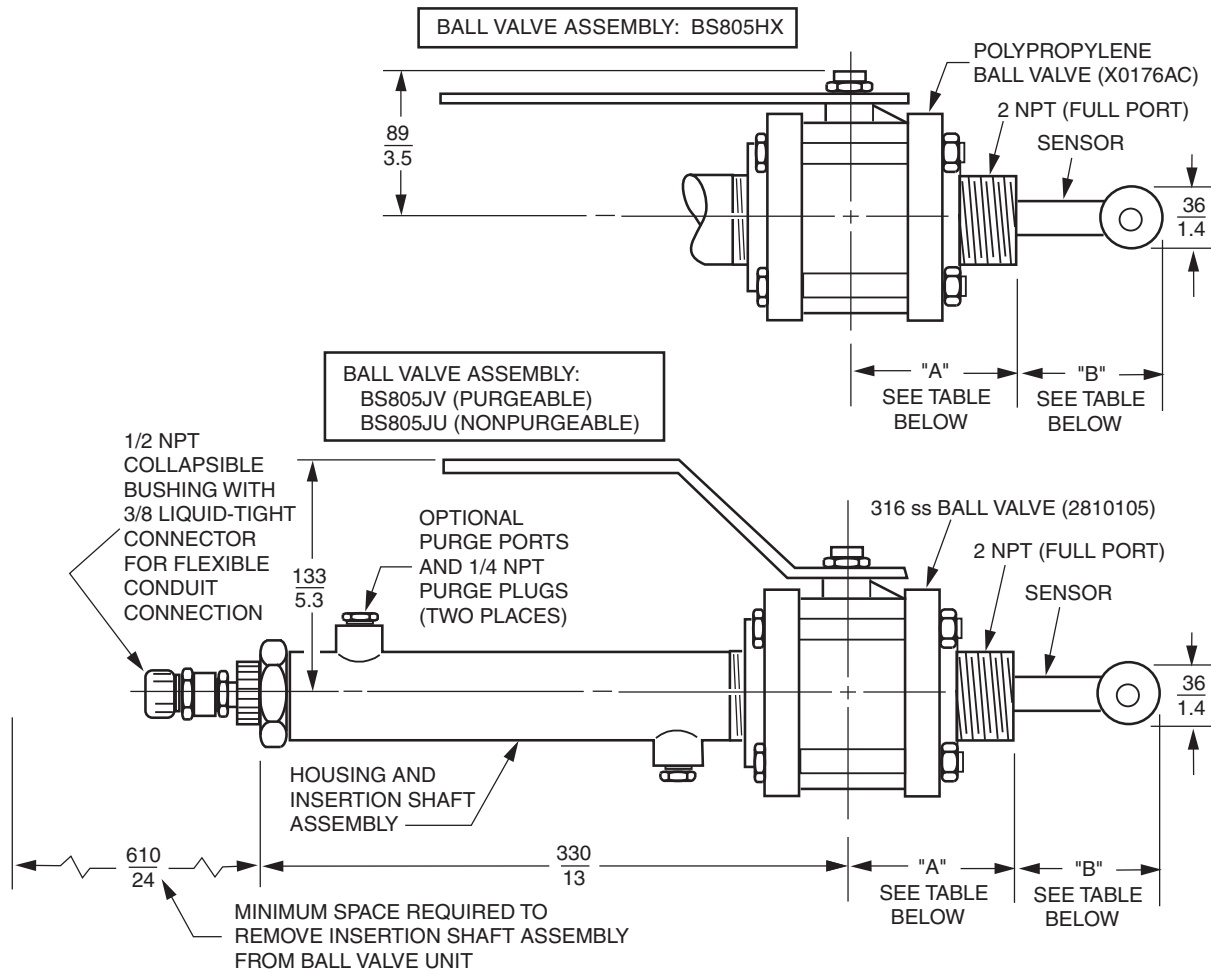 BALL VALVE ASSEMBLY: BS805HX
POLYPROPYLENE
BALL VALVE (X0176AC)
2 NPT (FULL PORT)
SENSOR
89
3.5
36
1.4
"A"
SEE TABLE
BELOW
"B"
SEE TABLE
BELOW
BALL VALVE ASSEMBLY:
BS805JV (PURGEABLE)
BS805JU (NONPURGEABLE)
1/2 NPT
COLLAPSIBLE
BUSHING WITH
3/8 LIQUID-TIGHT
CONNECTOR
FOR FLEXIBLE
CONDUIT
CONNECTION
133
5.3
OPTIONAL
PURGE PORTS
AND 1/4 NPT
PURGE PLUGS
(TWO PLACES)
316 ss BALL VALVE (2810105)
2 NPT (FULL PORT)
SENSOR
36
1.4
HOUSING AND
INSERTION SHAFT
ASSEMBLY
610
24
330
13
"A"
SEE TABLE
BELOW
"B"
SEE TABLE
BELOW
MINIMUM SPACE REQUIRED TO
REMOVE INSERTION SHAFT ASSEMBLY
FROM BALL VALVE UNIT